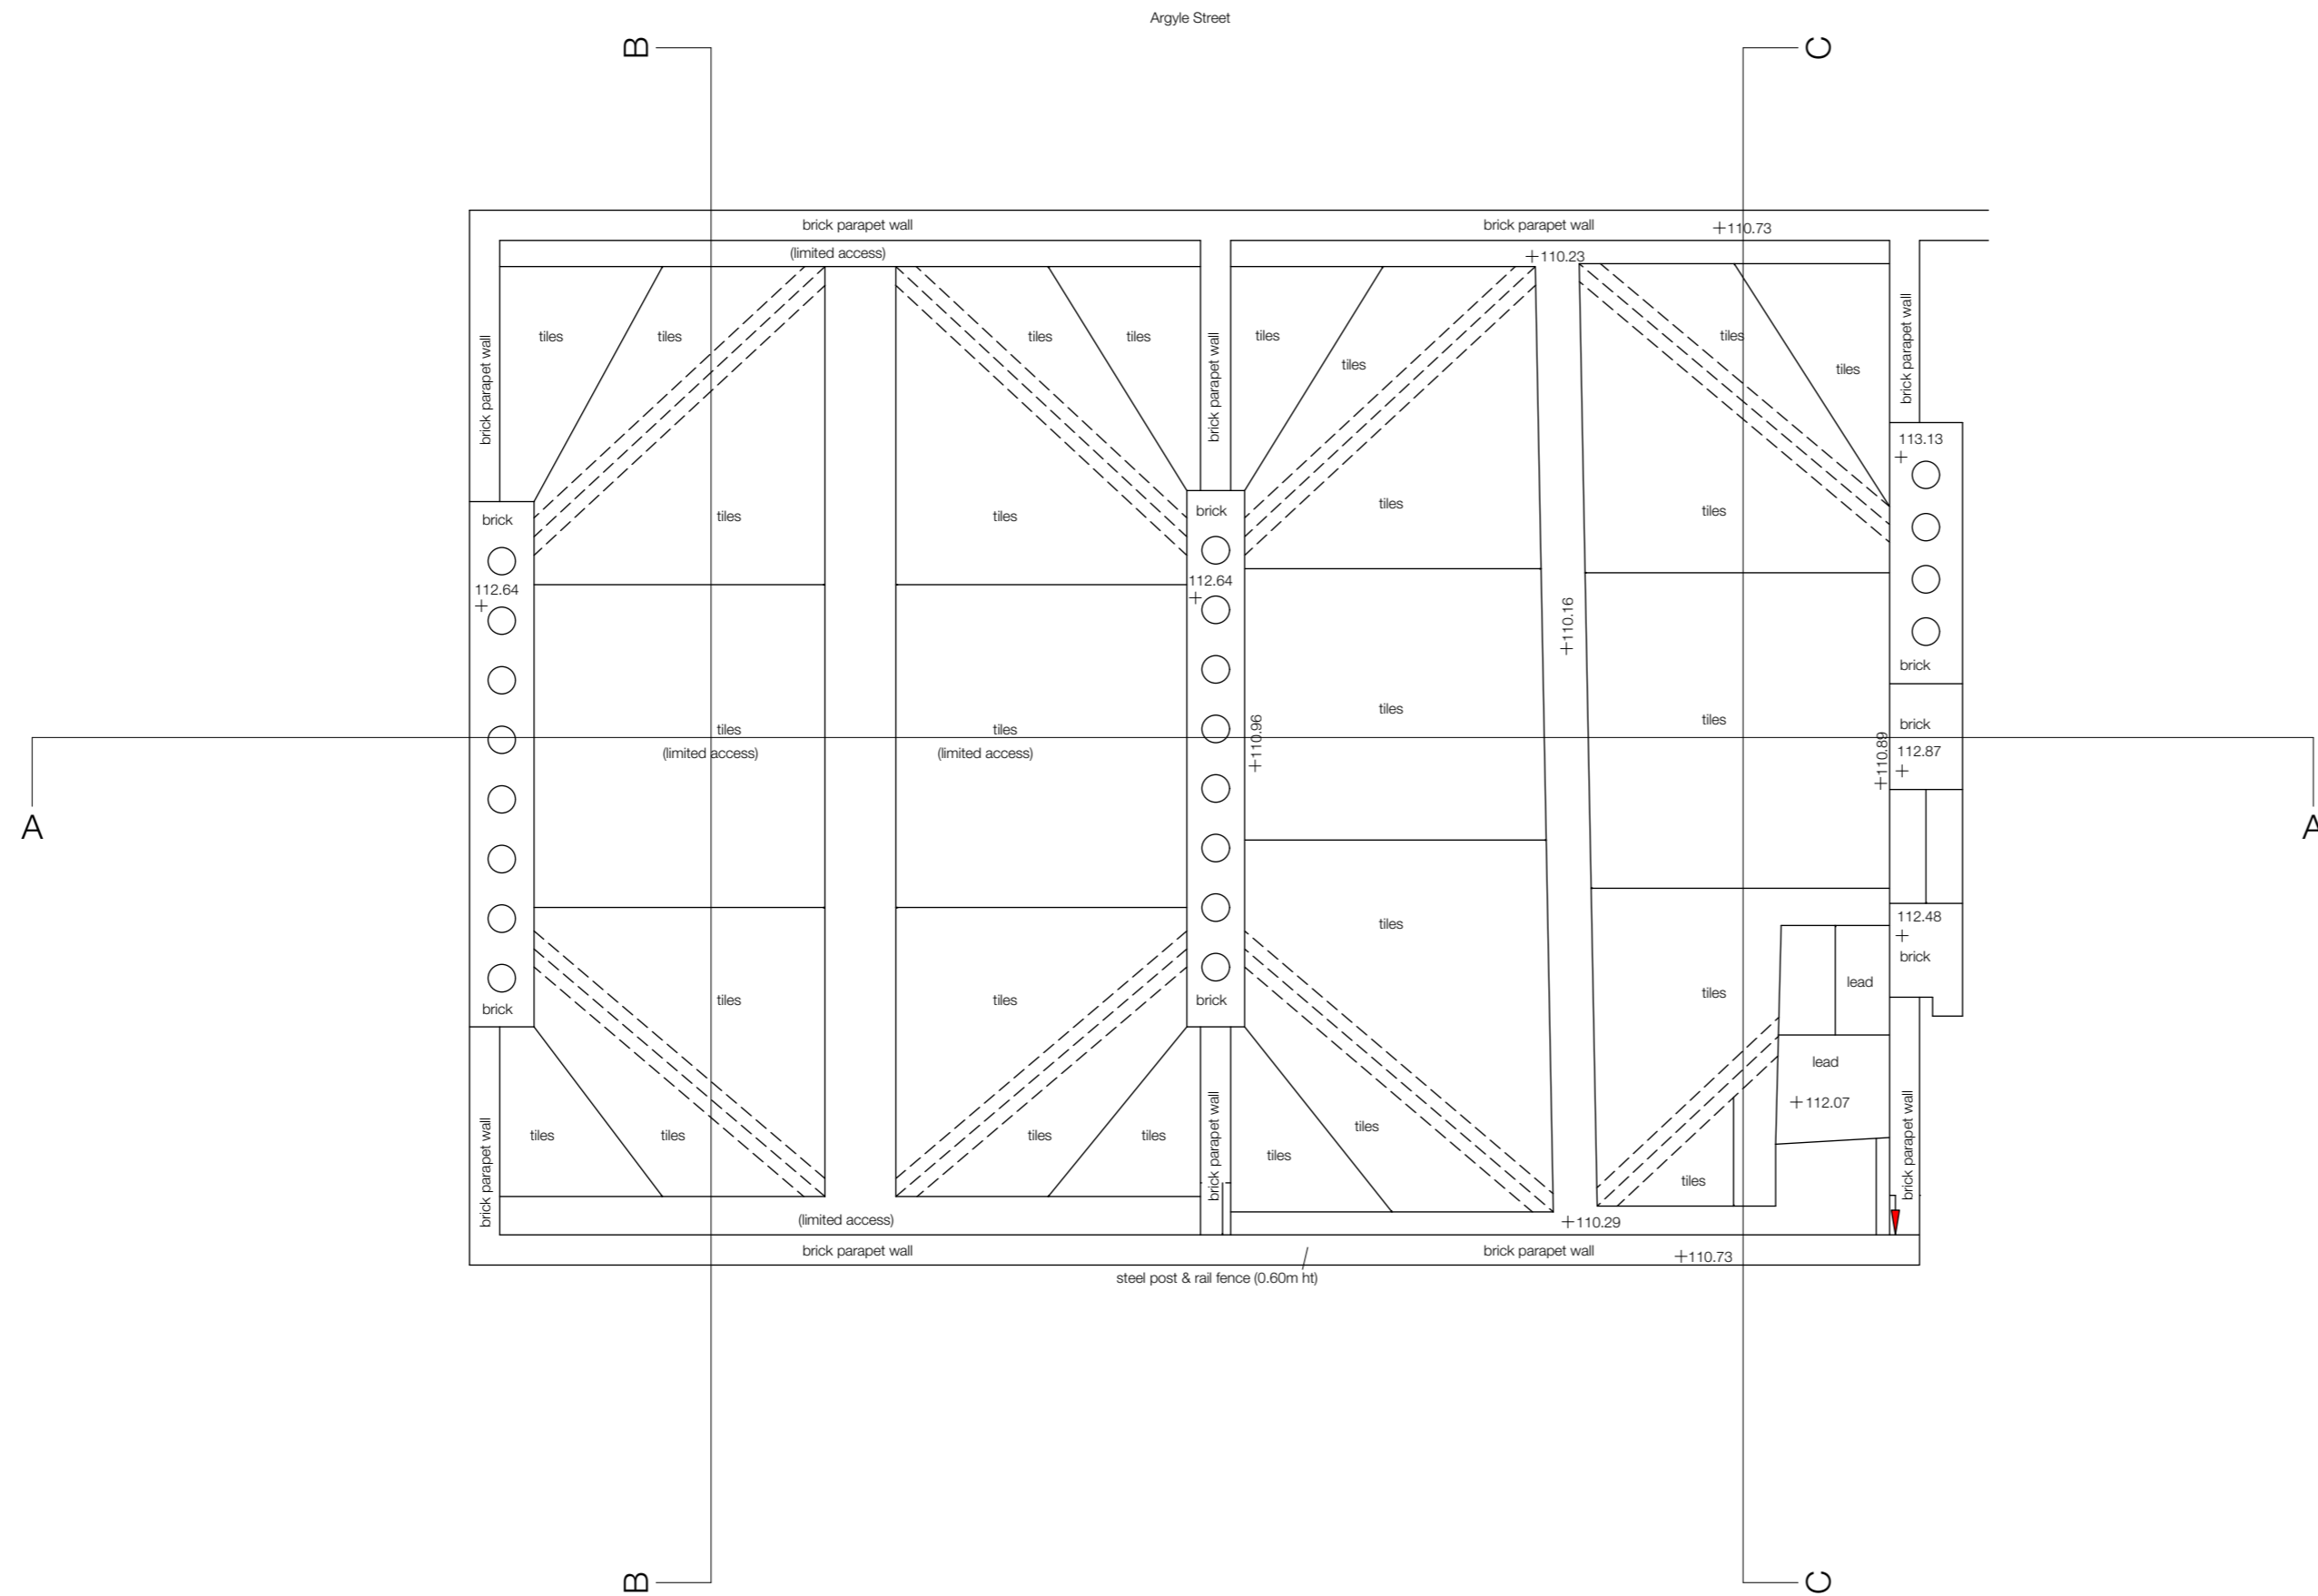 Argyle Street
B
C
brick parapet wall
brick parapet wall
+110.73
(limited access)
+110.23
tiles
tiles
tiles
tiles
tiles
tiles
tiles
tiles
brick parapet wall
brick parapet wall
brick parapet wall
113.13
brick
tiles
tiles
brick
tiles
tiles
112.64
112.64
+110.16
brick
tiles
(limited access)
tiles
(limited access)
+110.96
tiles
tiles
+110.89
brick
112.87
A
A
112.48
brick
tiles
lead
tiles
brick
tiles
tiles
brick
lead
+112.07
tiles
tiles
tiles
tiles
tiles
tiles
tiles
brick parapet wall
brick parapet wall
brick parapet wall
(limited access)
+110.29
brick parapet wall
brick parapet wall
+110.73
steel post & rail fence (0.60m ht)
B
C